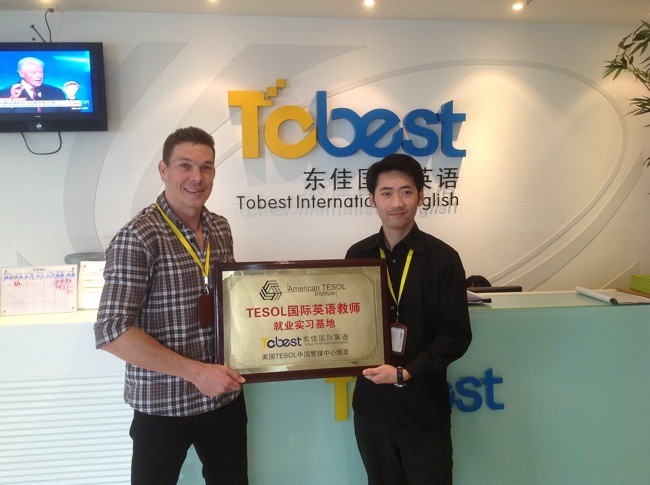 Tobest
东佳国际英语
Tobest International English
American TESOL
Institute
TESOL国际英语教师
就业实习基地
Tobest 东佳国际英语
美国TESOL中国管理中心颁发
Tobest